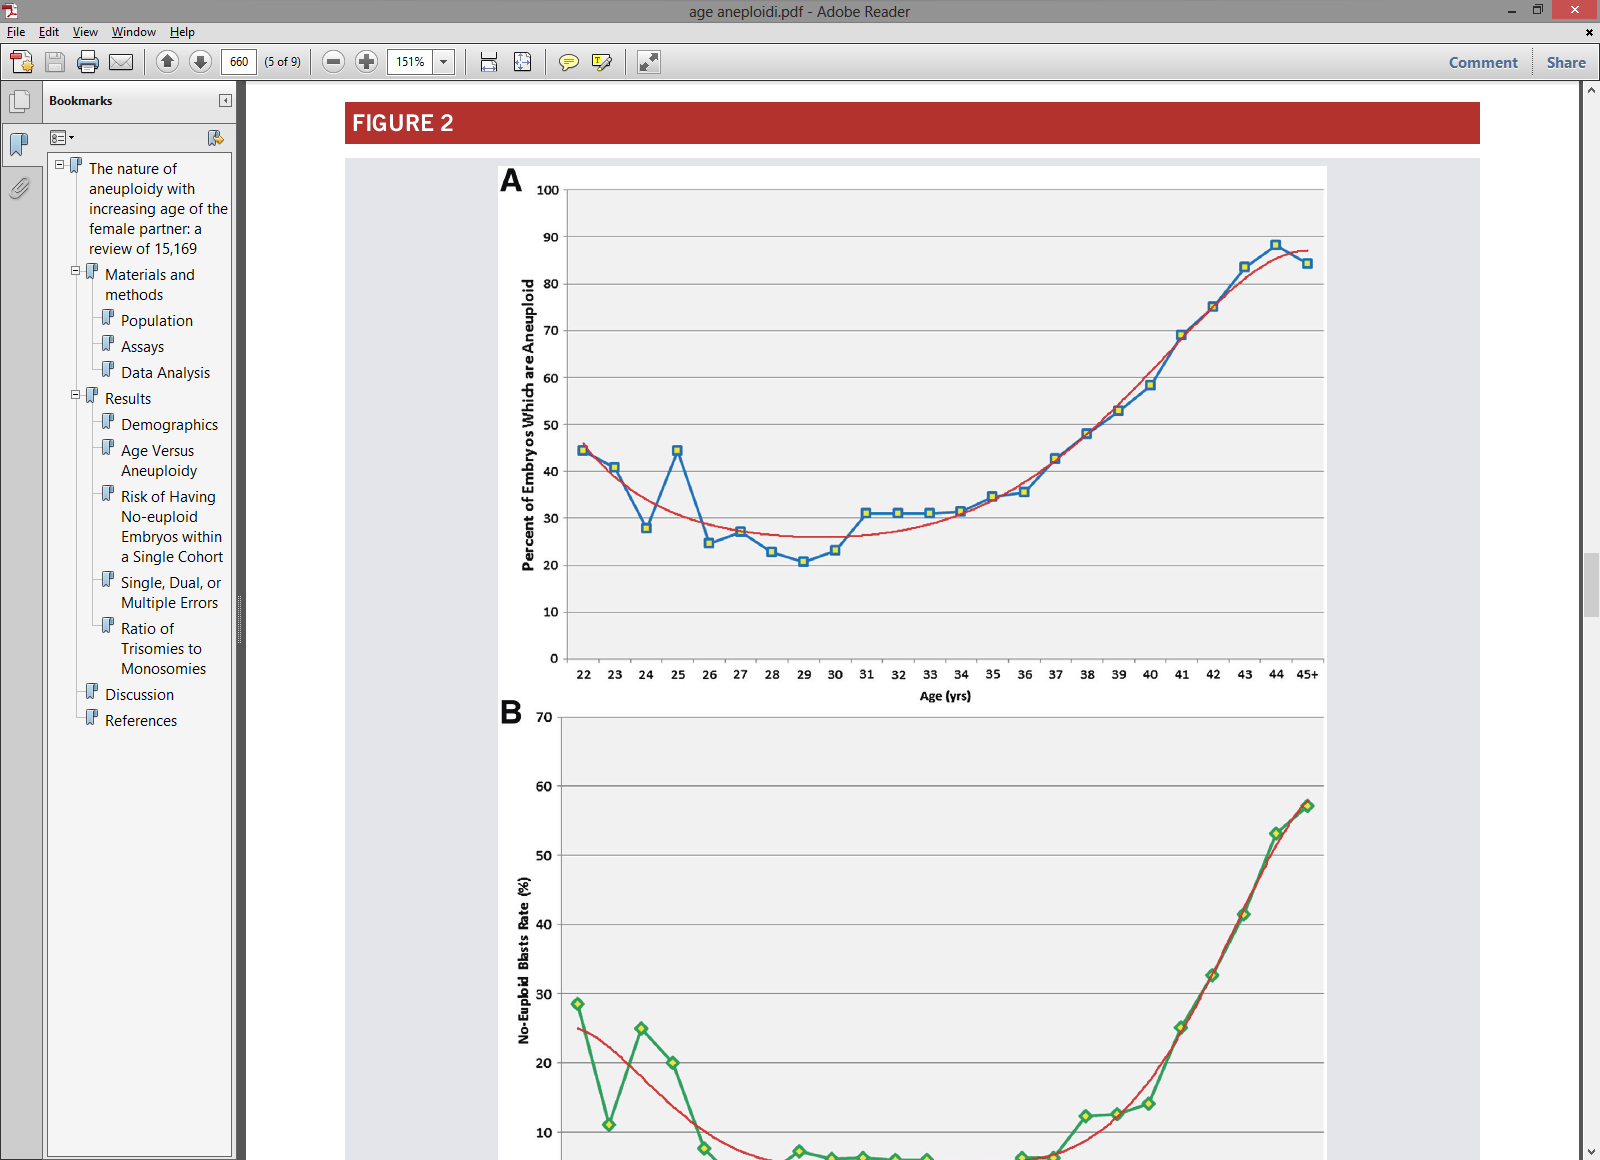 age aneploidi.pdf - Adobe Reader
File Edit View Window Help
660 (5 of 9) 151% Comment Share
Bookmarks
The nature of
aneuploidy with
increasing age of the
female partner: a
review of 15,169
Materials and
methods
Population
Assays
Data Analysis
Results
Demographics
Age Versus
Aneuploidy
Risk of Having
No-euploid
Embryos within
a Single Cohort
Single, Dual, or
Multiple Errors
Ratio of
Trisomies to
Monosomies
Discussion
References
FIGURE 2
A
Percent of Embryos Which are Aneuploid
100
90
80
70
60
50
40
30
20
10
0
22 23 24 25 26 27 28 29 30 31 32 33 34 35 36 37 38 39 40 41 42 43 44 45+
Age (yrs)
B
No-Euploid Blasts Rate (%)
70
60
50
40
30
20
10